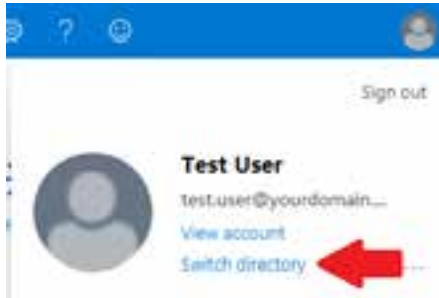 ?
Sign out
Test User
test.user@yourdomain....
View account
Switch directory
...